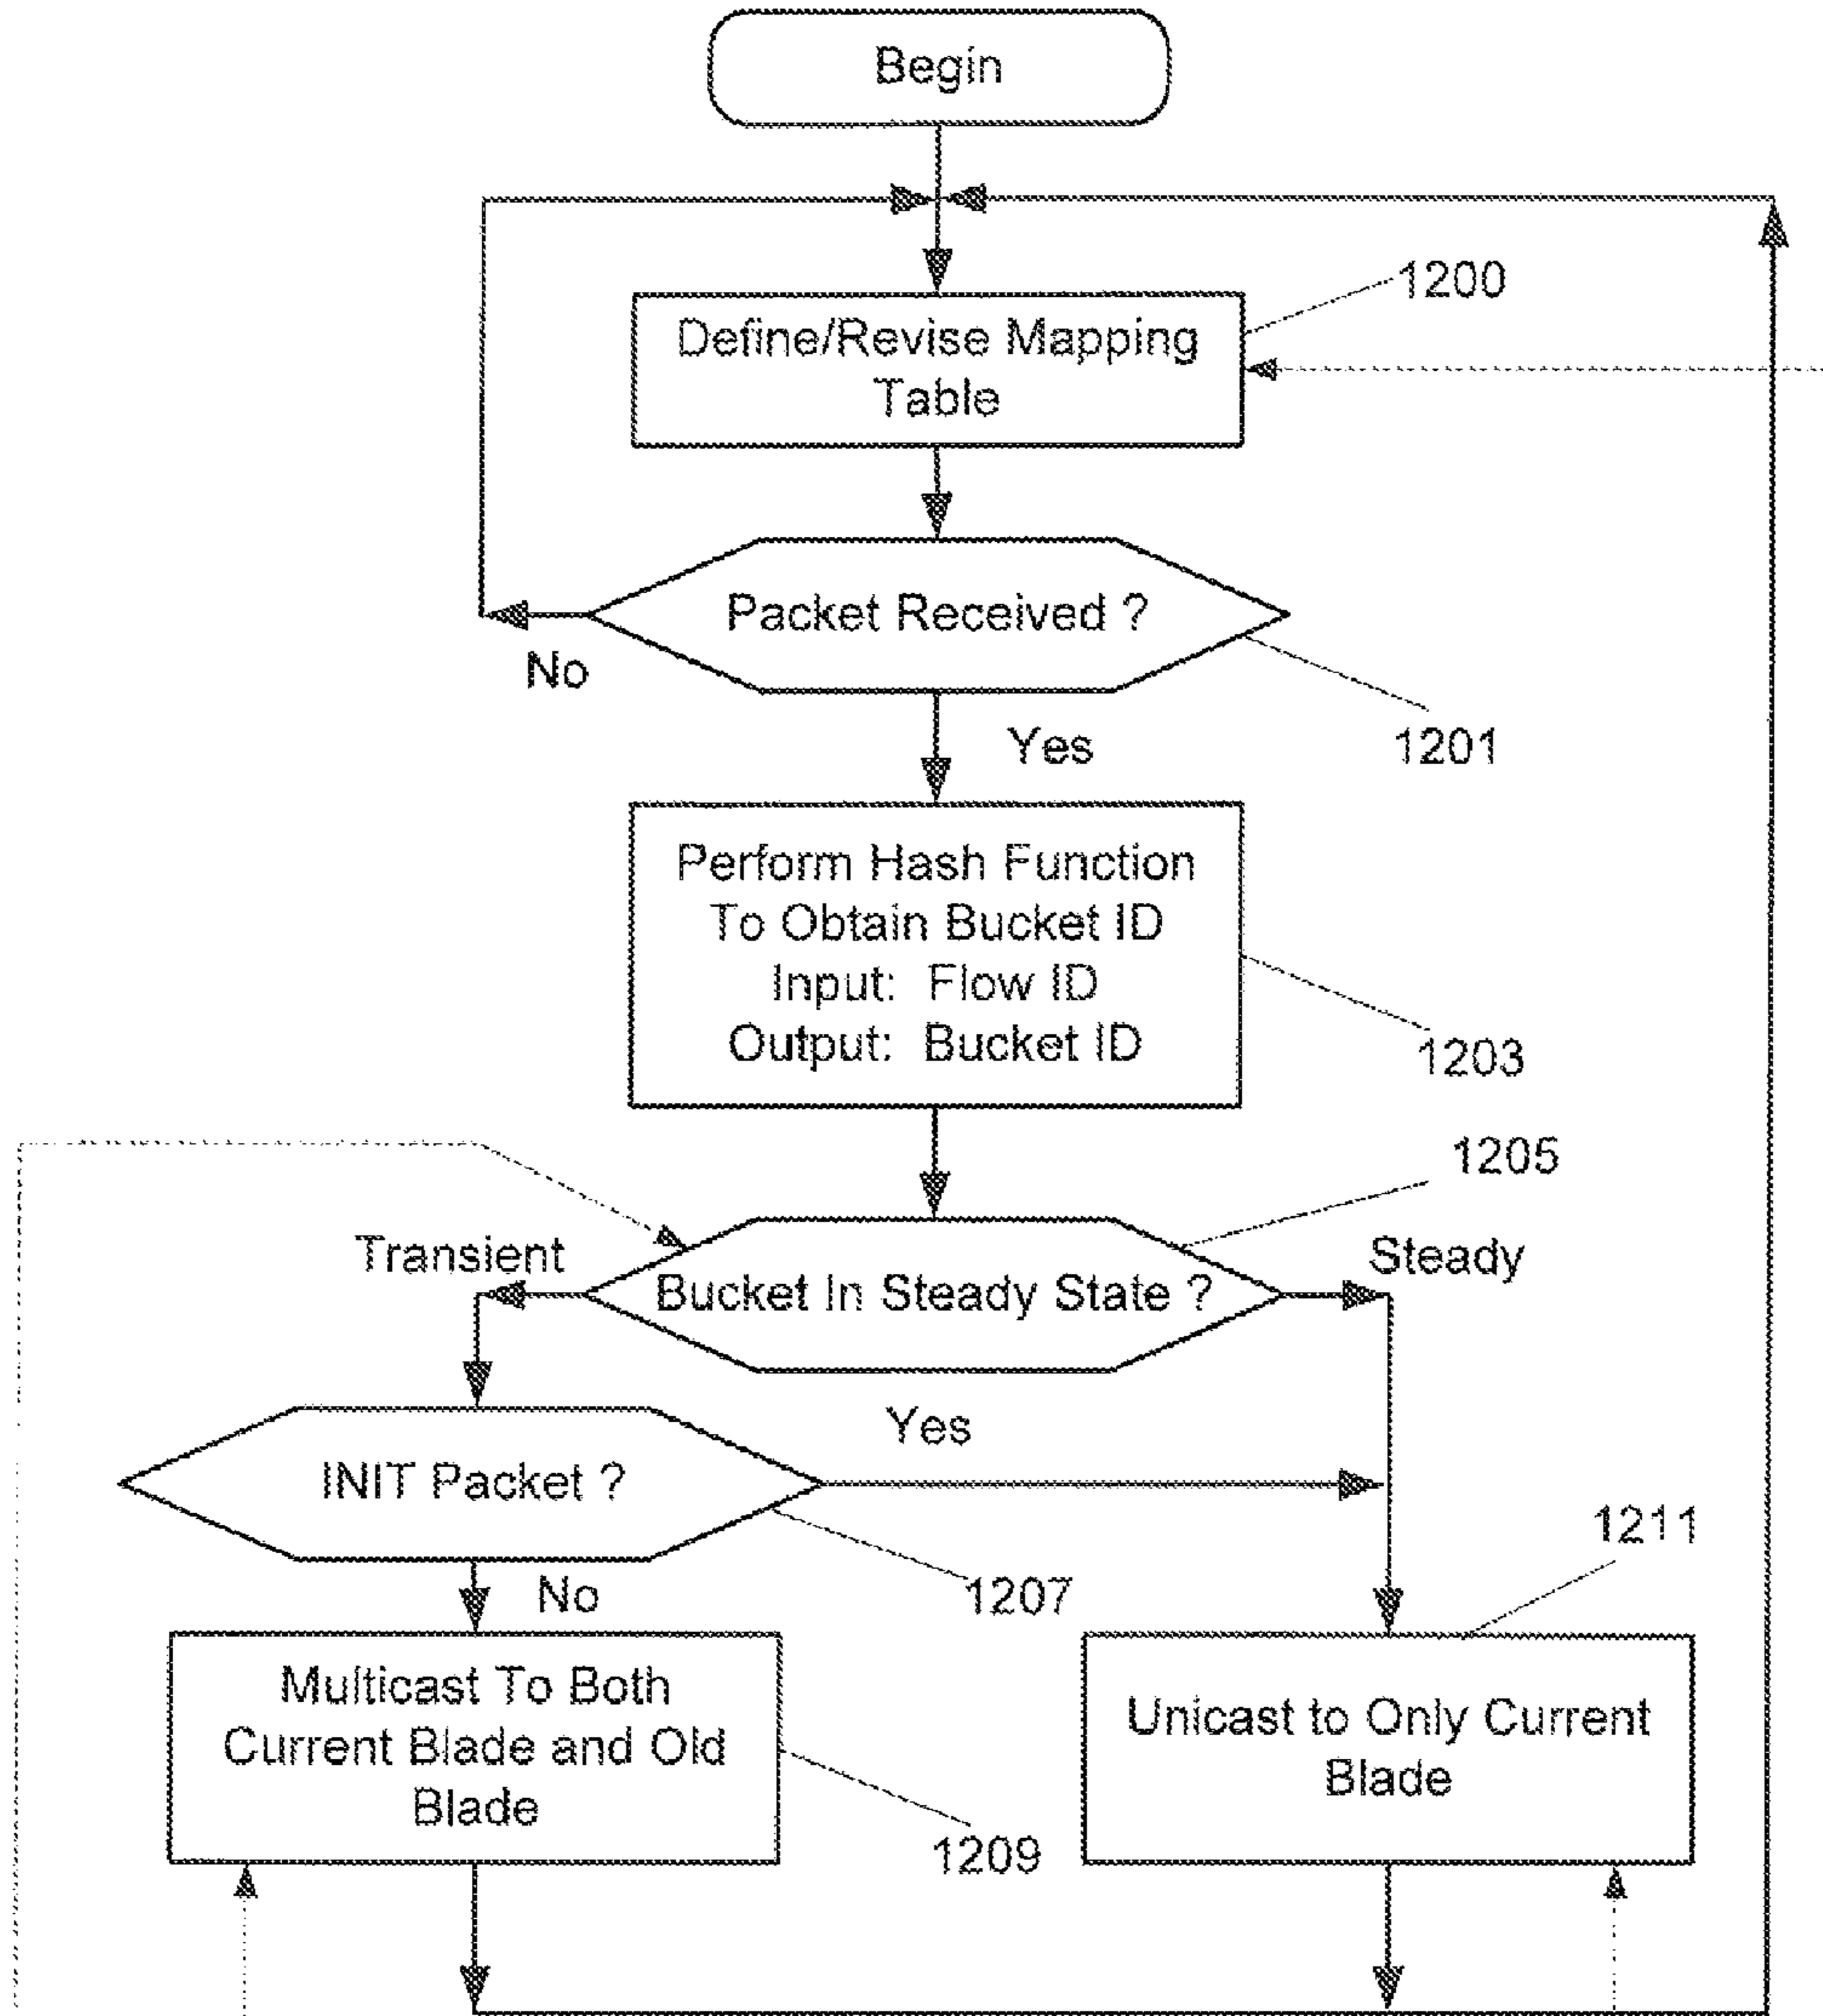 Begin
1200
Define/Revise Mapping
Table
Packet Received ?
No
Yes
1201
Perform Hash Function
To Obtain Bucket ID
Input: Flow ID
Output: Bucket ID
1203
1205
Transient
Steady
Bucket In Steady State ?
Yes
INIT Packet ?
1211
No
1207
Multicast To Both
Current Blade and Old
Blade
Unicast to Only Current
Blade
1209